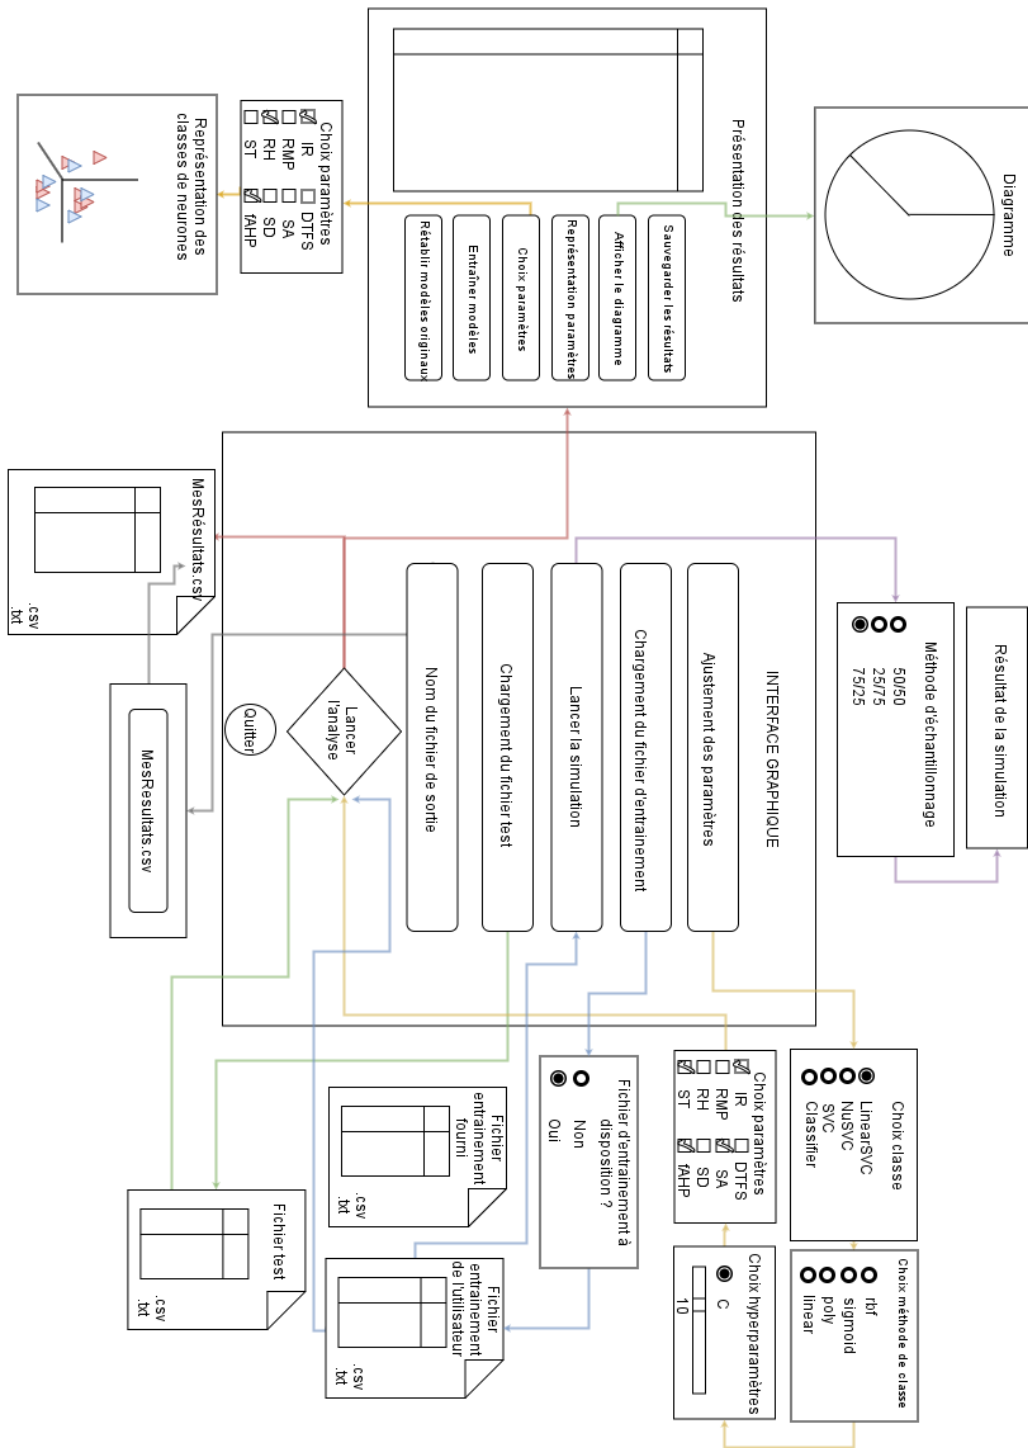 Diagramme
Présentation des résultats
Sauvegarder les résultats
Afficher le diagramme
Représentation paramètres
Choix paramètres
Entraîner modèles
Rétablir modèles originaux
Choix paramètres
IR
DTFS
RMP
SA
RH
SD
ST
fAHP
Représentation des
classes de neurones
Résultat de la simulation
Méthode d'échantillonnage
50/50
25/75
75/25
INTERFACE GRAPHIQUE
Ajustement des paramètres
Chargement du fichier d'entrainement
Lancer la simulation
Chargement du fichier test
Nom du fichier de sortie
Lancer
l'analyse
Quitter
MesRésultats.csv
.csv
.txt
MesResultats.csv
Choix classe
LinearSVC
NuSVC
SVC
Classifier
Choix méthode de classe
rbf
sigmoid
poly
linear
Choix hyperparamètres
C
10
Choix paramètres
IR
DTFS
RMP
SA
RH
SD
ST
fAHP
Fichier d'entrainement à
disposition ?
Non
Oui
Fichier
entrainement
fourni
.csv
.txt
Fichier
entrainement
de l'utilisateur
.csv
.txt
Fichier test
.csv
.txt